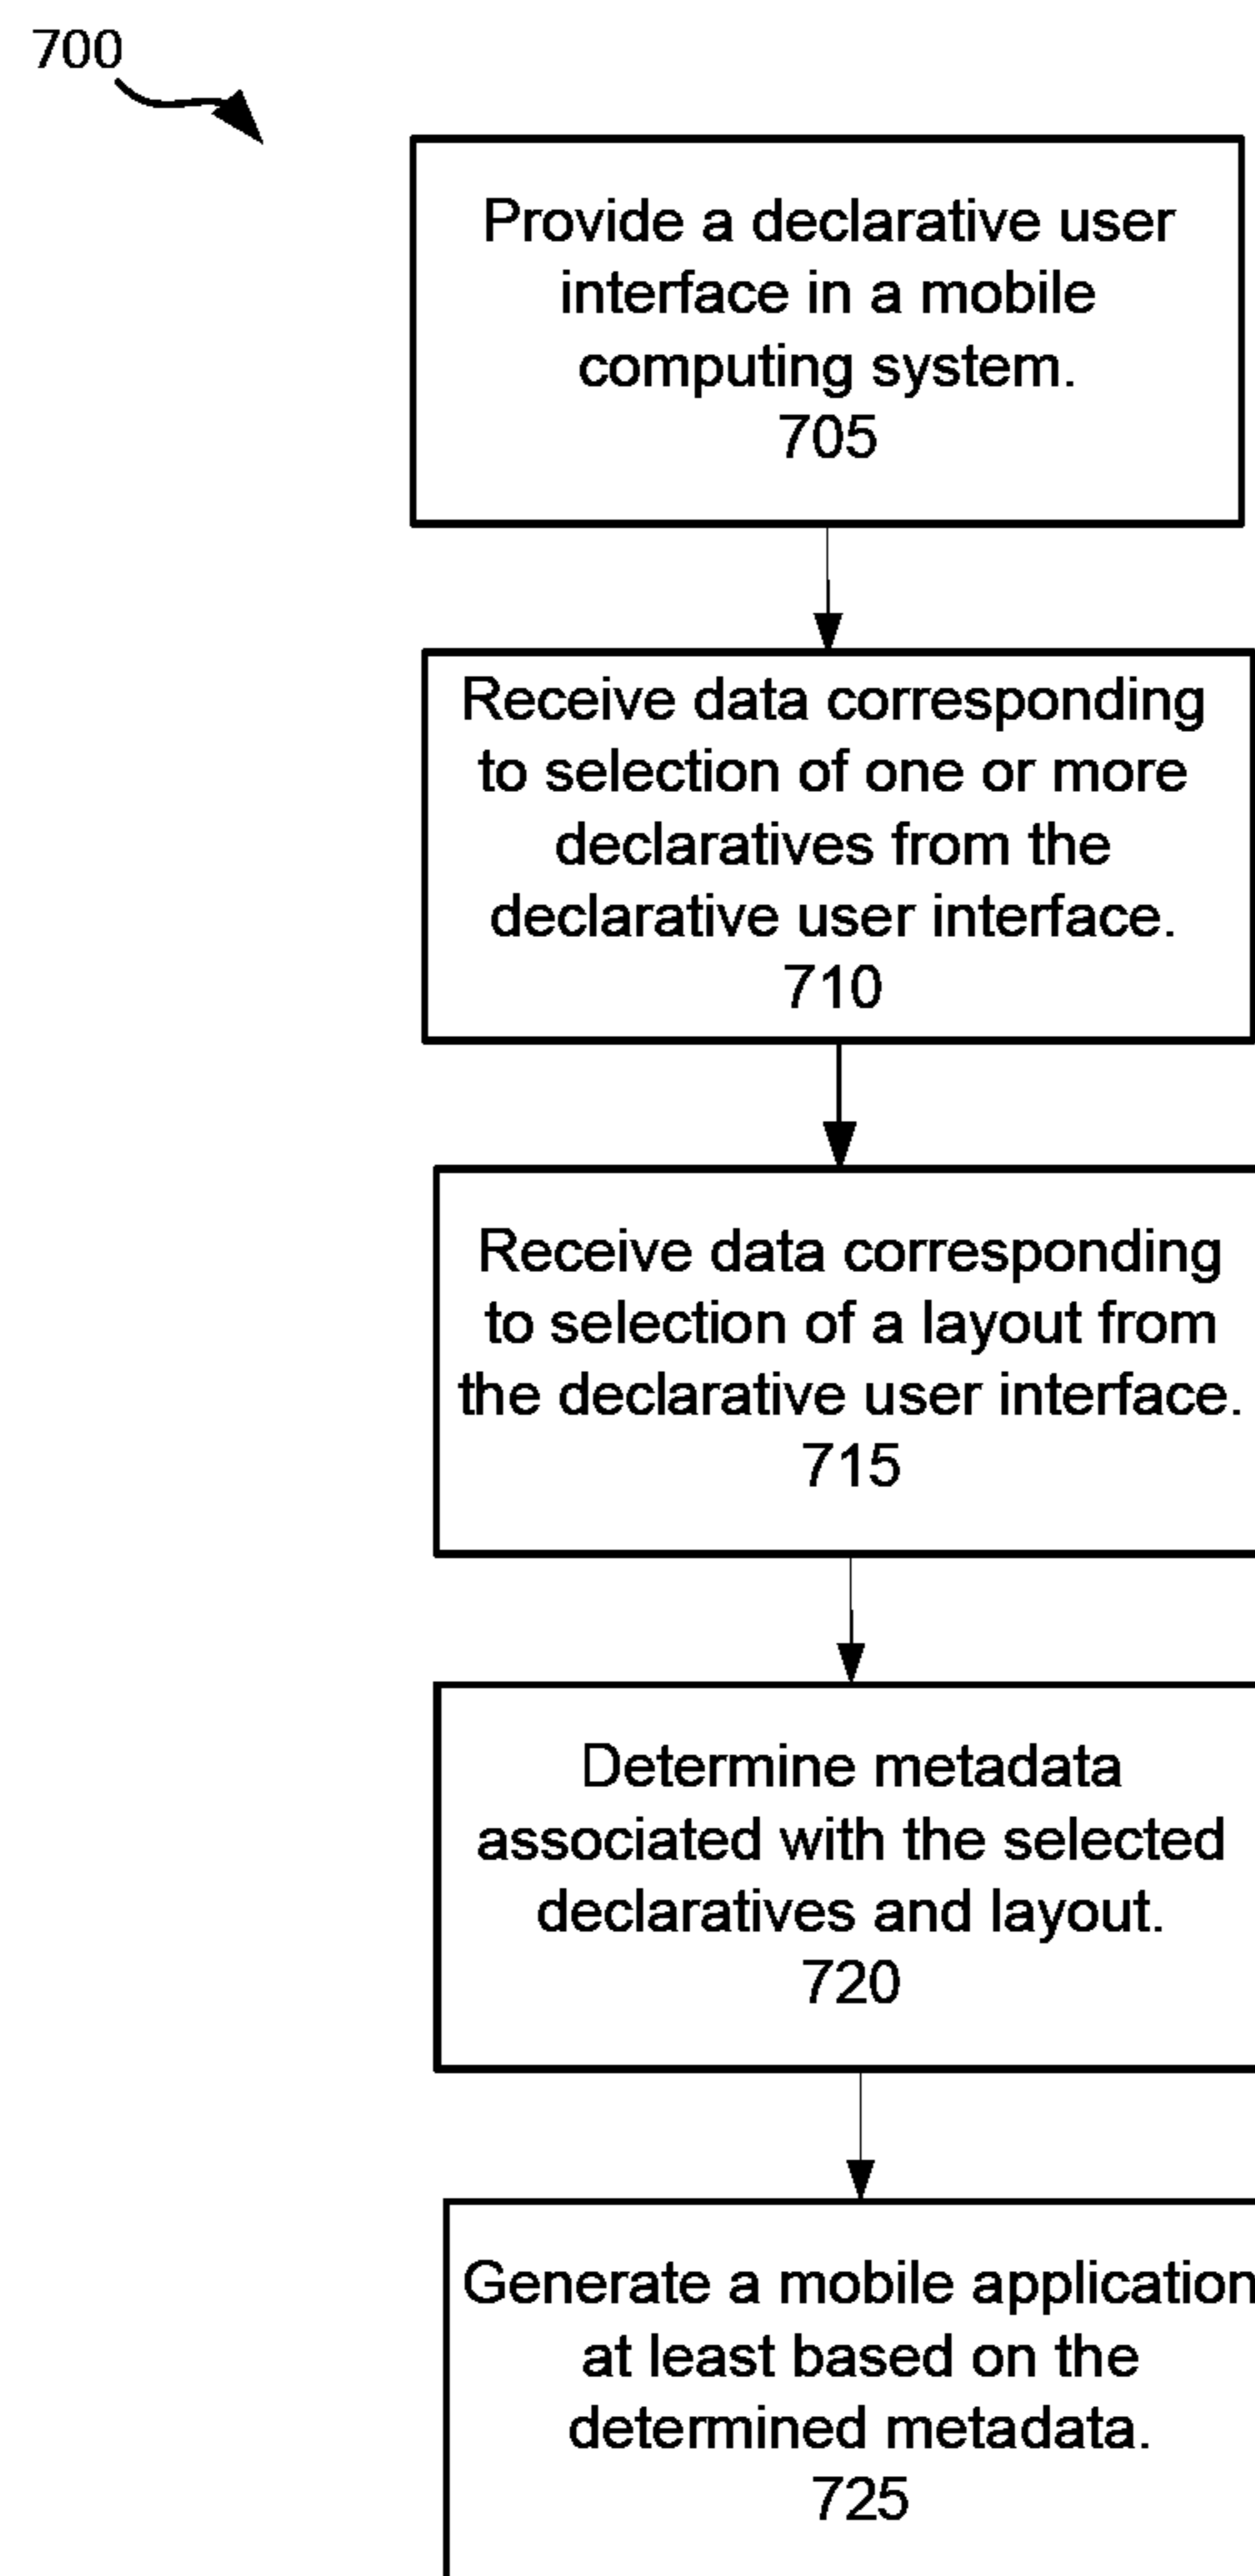 700
Provide a declarative user
interface in a mobile
computing system.
705
Receive data corresponding
to selection of one or more
declaratives from the
declarative user interface.
710
Receive data corresponding
to selection of a layout from
the declarative user interface.
715
Determine metadata
associated with the selected
declaratives and layout.
720
Generate a mobile application
at least based on the
determined metadata.
725